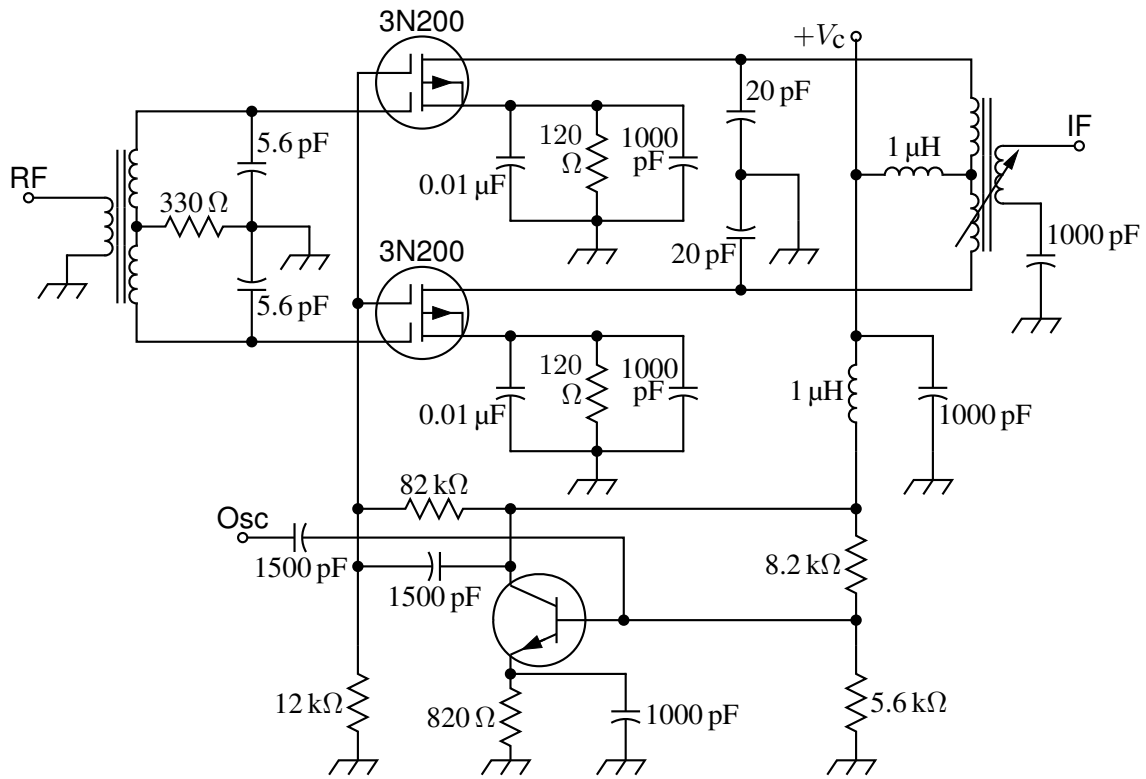 3N200
+Vc
20 pF
5.6 pF
120
Ω
1000
pF
IF
1 µH
0.01 µF
RF
330 Ω
1000 pF
3N200
20 pF
5.6 pF
120
Ω
1000
pF
1 µH
0.01 µF
1000 pF
82 kΩ
Osc
1500 pF
8.2 kΩ
1500 pF
12 kΩ
820 Ω
1000 pF
5.6 kΩ